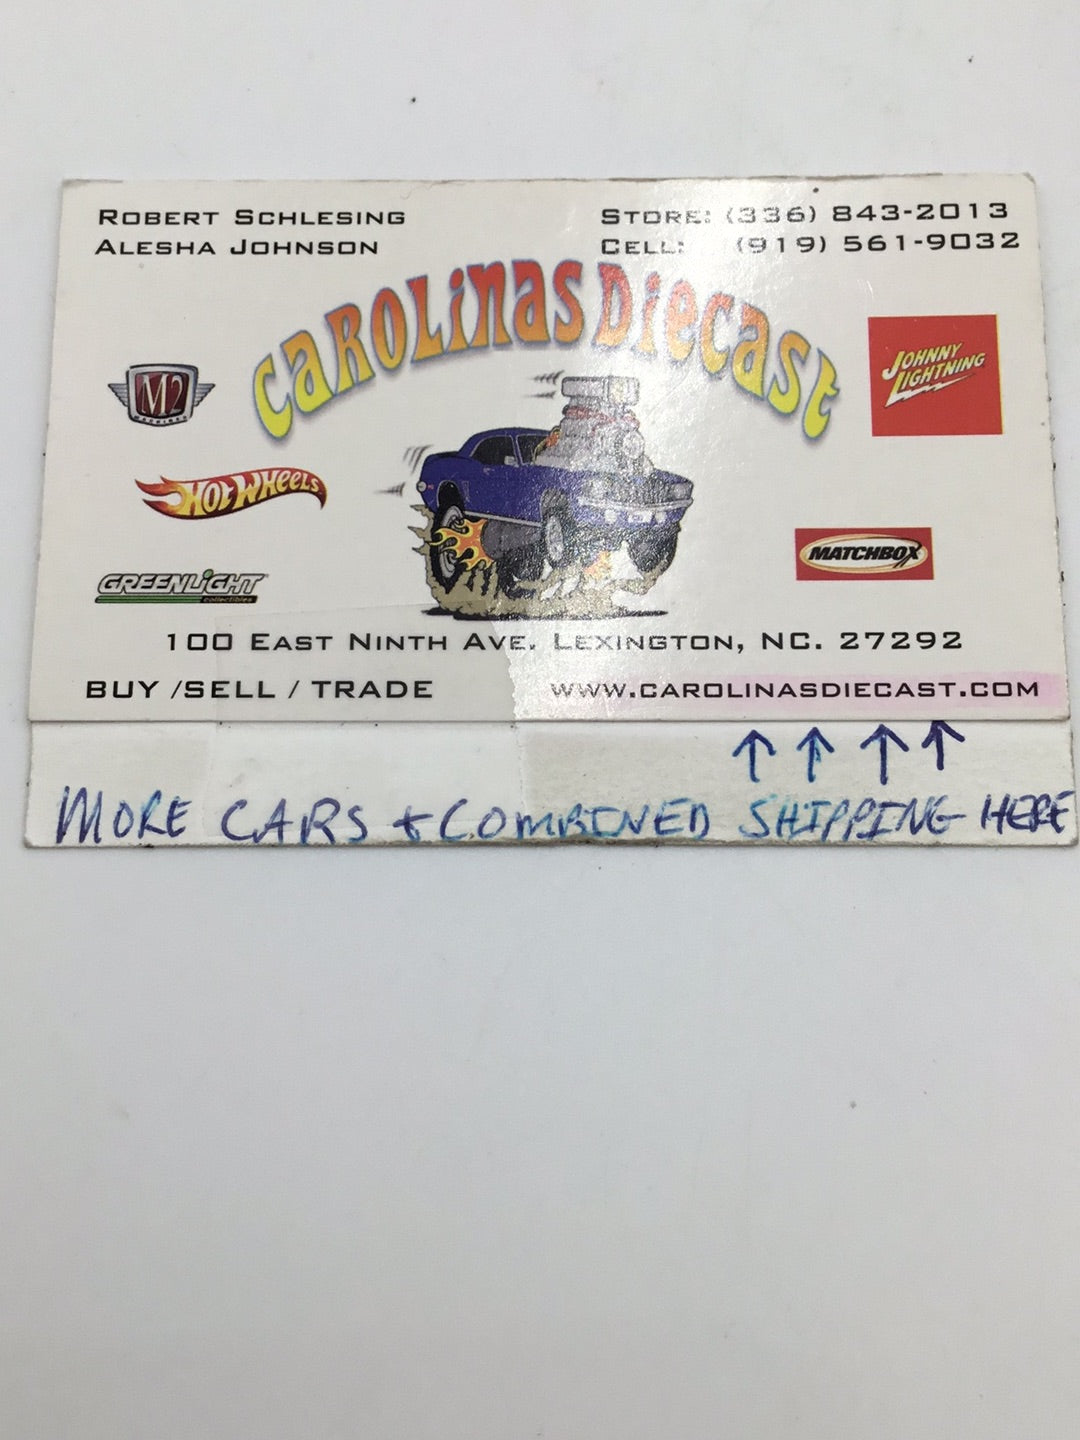 ROBERT SCHLESING
ALESHA JOHNSON
STORE: (336) 843-2013
CELL: (919) 561-9032
CAROLiNAS DiECAST
M2
MACHINES
JOHNNY
LIGHTNING
HOT WHEELS
MATCHBOX
GREENLiGHT
collectibles
100 EAST NINTH AVE. LEXINGTON, NC. 27292
BUY /SELL / TRADE
WWW.CAROLINASDIECAST.COM
↑ ↑ ↑ ↑
MORE CARS + COMBINED SHIPPING HERE